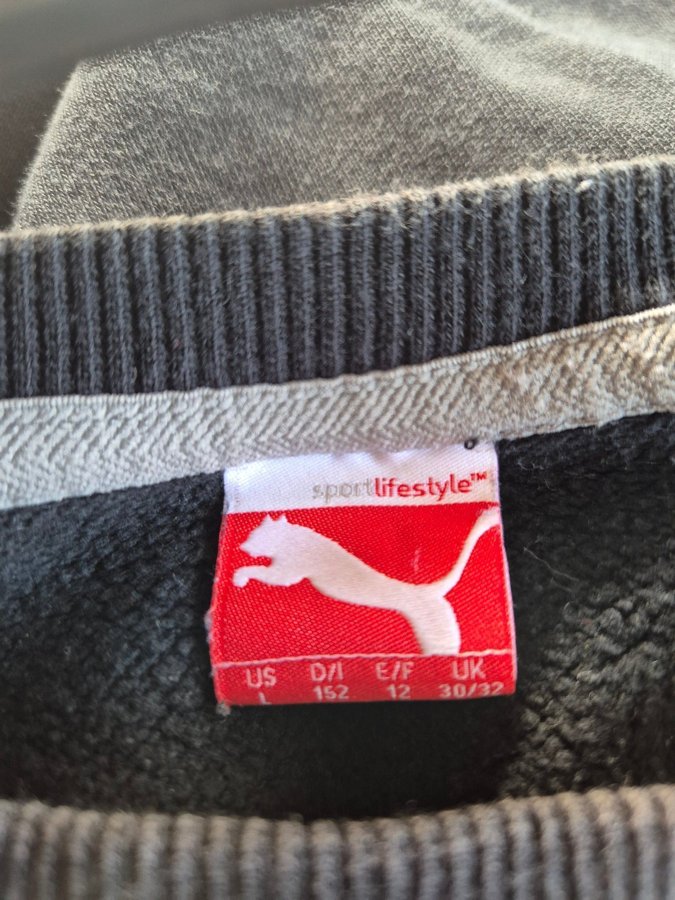 sportlifestyle™
US D/I E/F UK
L 152 12 30/32